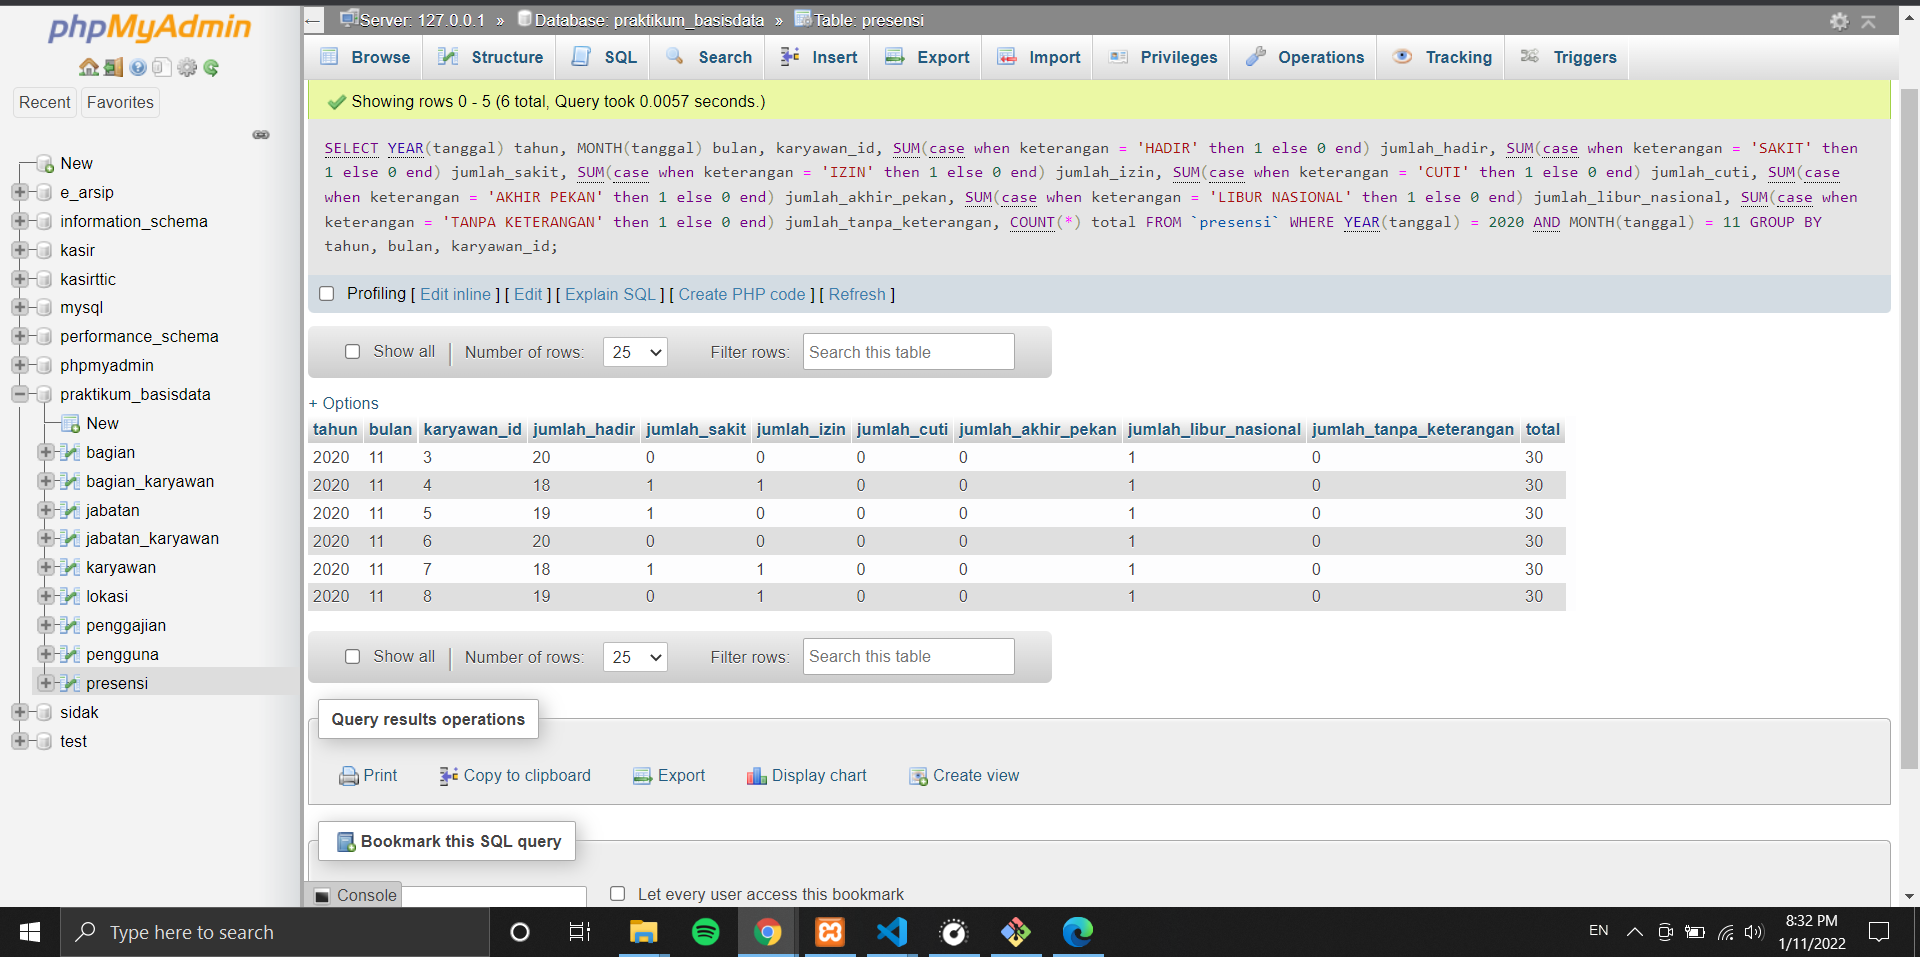 phpMyAdmin
Recent
Favorites
New
e_arsip
information_schema
kasir
kasirttic
mysql
performance_schema
phpmyadmin
praktikum_basisdata
New
bagian
bagian_karyawan
jabatan
jabatan_karyawan
karyawan
lokasi
penggajian
pengguna
presensi
sidak
test
Server: 127.0.0.1 » Database: praktikum_basisdata » Table: presensi
Browse Structure SQL Search Insert Export Import Privileges Operations Tracking Triggers
Showing rows 0 - 5 (6 total, Query took 0.0057 seconds.)
SELECT YEAR(tanggal) tahun, MONTH(tanggal) bulan, karyawan_id, SUM(case when keterangan = 'HADIR' then 1 else 0 end) jumlah_hadir, SUM(case when keterangan = 'SAKIT' then
1 else 0 end) jumlah_sakit, SUM(case when keterangan = 'IZIN' then 1 else 0 end) jumlah_izin, SUM(case when keterangan = 'CUTI' then 1 else 0 end) jumlah_cuti, SUM(case
when keterangan = 'AKHIR PEKAN' then 1 else 0 end) jumlah_akhir_pekan, SUM(case when keterangan = 'LIBUR NASIONAL' then 1 else 0 end) jumlah_libur_nasional, SUM(case when
keterangan = 'TANPA KETERANGAN' then 1 else 0 end) jumlah_tanpa_keterangan, COUNT(*) total FROM `presensi` WHERE YEAR(tanggal) = 2020 AND MONTH(tanggal) = 11 GROUP BY
tahun, bulan, karyawan_id;
Profiling [ Edit inline ] [ Edit ] [ Explain SQL ] [ Create PHP code ] [ Refresh ]
Show all Number of rows: 25 Filter rows: Search this table
+ Options
tahun bulan karyawan_id jumlah_hadir jumlah_sakit jumlah_izin jumlah_cuti jumlah_akhir_pekan jumlah_libur_nasional jumlah_tanpa_keterangan total
2020 11 3 20 0 0 0 0 1 0 30
2020 11 4 18 1 1 0 0 1 0 30
2020 11 5 19 1 0 0 0 1 0 30
2020 11 6 20 0 0 0 0 1 0 30
2020 11 7 18 1 1 0 0 1 0 30
2020 11 8 19 0 1 0 0 1 0 30
Show all Number of rows: 25 Filter rows: Search this table
Query results operations
Print Copy to clipboard Export Display chart Create view
Bookmark this SQL query
Console
Let every user access this bookmark
Type here to search
EN
8:32 PM
1/11/2022